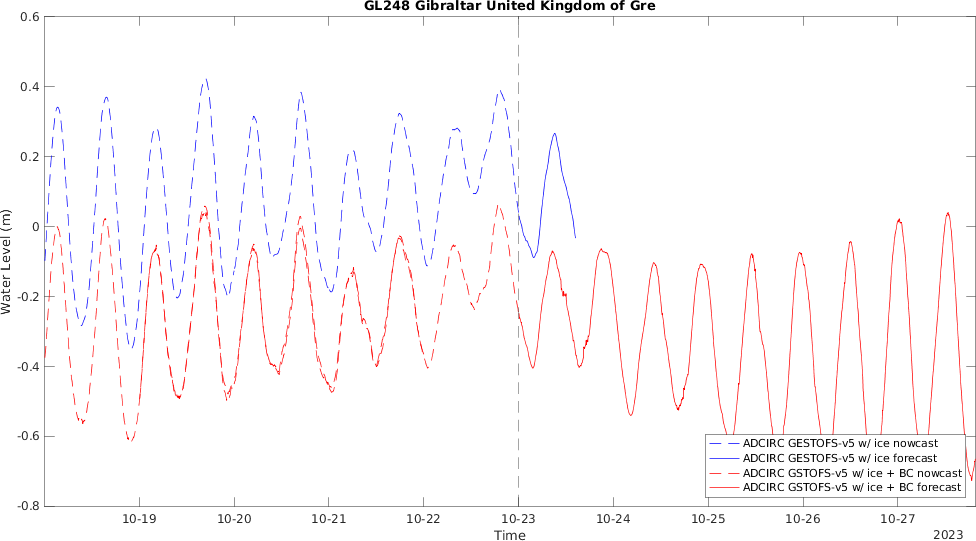 GL248 Gibraltar United Kingdom of Gre
0.6
0.4
0.2
0
-0.2
-0.4
-0.6
-0.8
Water Level (m)
ADCIRC GESTOFS-v5 w/ ice nowcast
ADCIRC GESTOFS-v5 w/ ice forecast
ADCIRC GSTOFS-v5 w/ ice + BC nowcast
ADCIRC GSTOFS-v5 w/ ice + BC forecast
10-19 10-20 10-21 10-22 10-23 10-24 10-25 10-26 10-27
Time
2023